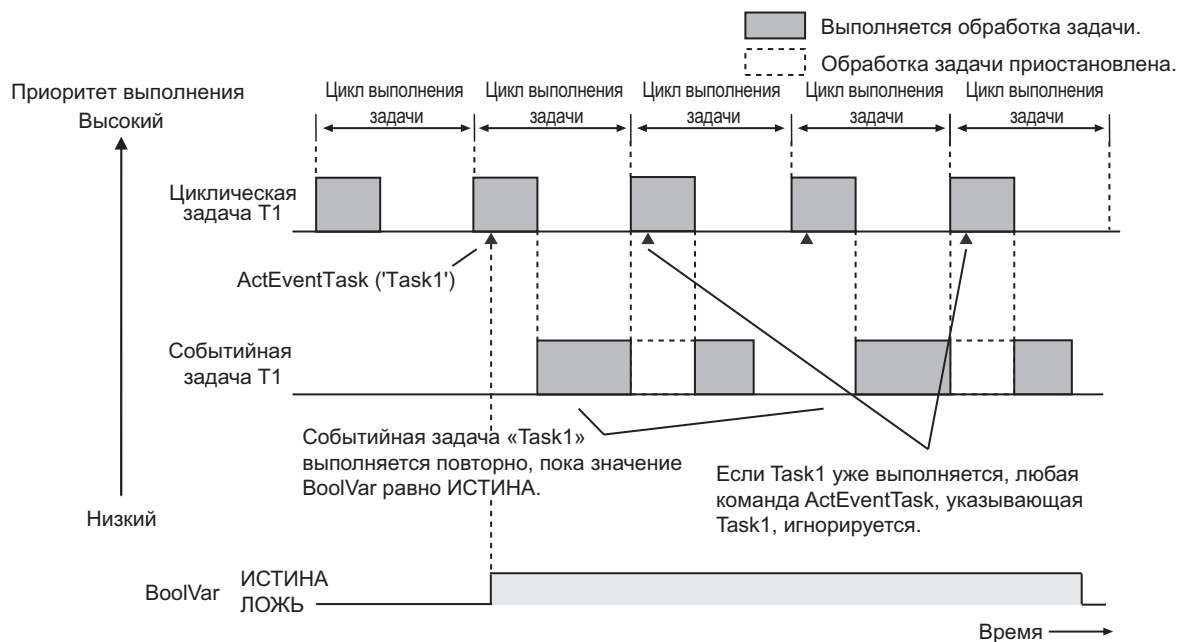 Выполняется обработка задачи.
Обработка задачи приостановлена.
Приоритет выполнения
Высокий
Цикл выполнения
задачи
Цикл выполнения
задачи
Цикл выполнения
задачи
Цикл выполнения
задачи
Цикл выполнения
задачи
Циклическая
задача T1
ActEventTask ('Task1')
Событийная
задача T1
Событийная задача «Task1»
выполняется повторно, пока значение
BoolVar равно ИСТИНА.
Если Task1 уже выполняется, любая
команда ActEventTask, указывающая
Task1, игнорируется.
Низкий
BoolVar
ИСТИНА
ЛОЖЬ
Время